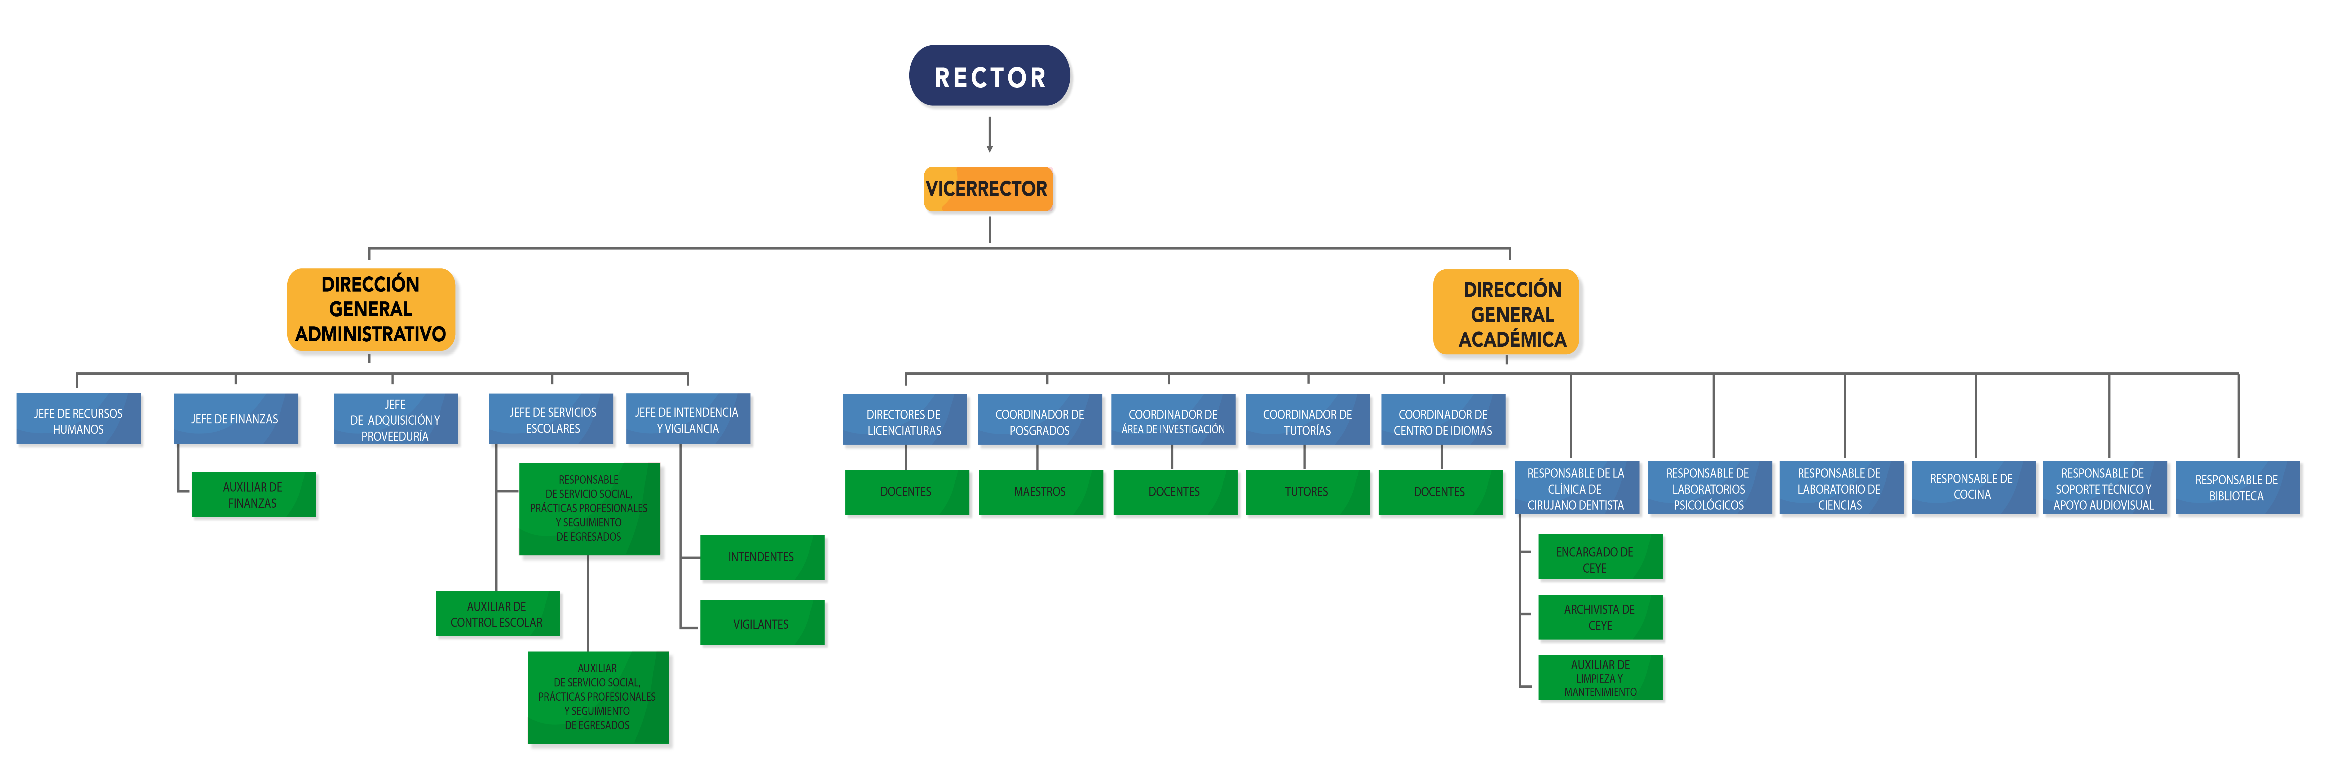 RECTOR
VICERRECTOR
DIRECCIÓN
GENERAL
ADMINISTRATIVO
DIRECCIÓN
GENERAL
ACADÉMICA
JEFE DE RECURSOS
HUMANOS
JEFE DE FINANZAS
JEFE
DE ADQUISICIÓN Y
PROVEEDURÍA
JEFE DE SERVICIOS
ESCOLARES
JEFE DE INTENDENCIA
Y VIGILANCIA
DIRECTORES DE
LICENCIATURAS
COORDINADOR DE
POSGRADOS
COORDINADOR DE
ÁREA DE INVESTIGACIÓN
COORDINADOR DE
TUTORÍAS
COORDINADOR DE
CENTRO DE IDIOMAS
RESPONSABLE DE LA
CLÍNICA DE
CIRUJANO DENTISTA
RESPONSABLE DE
LABORATORIOS
PSICOLÓGICOS
RESPONSABLE DE
LABORATORIO DE
CIENCIAS
RESPONSABLE DE
COCINA
RESPONSABLE DE
SOPORTE TÉCNICO Y
APOYO AUDIOVISUAL
RESPONSABLE DE
BIBLIOTECA
AUXILIAR DE
FINANZAS
RESPONSABLE
DE SERVICIO SOCIAL,
PRÁCTICAS PROFESIONALES
Y SEGUIMIENTO
DE EGRESADOS
DOCENTES
MAESTROS
DOCENTES
TUTORES
DOCENTES
INTENDENTES
VIGILANTES
AUXILIAR DE
CONTROL ESCOLAR
AUXILIAR
DE SERVICIO SOCIAL,
PRÁCTICAS PROFESIONALES
Y SEGUIMIENTO
DE EGRESADOS
ENCARGADO DE
CEYE
ARCHIVISTA DE
CEYE
AUXILIAR DE
LIMPIEZA Y
MANTENIMIENTO